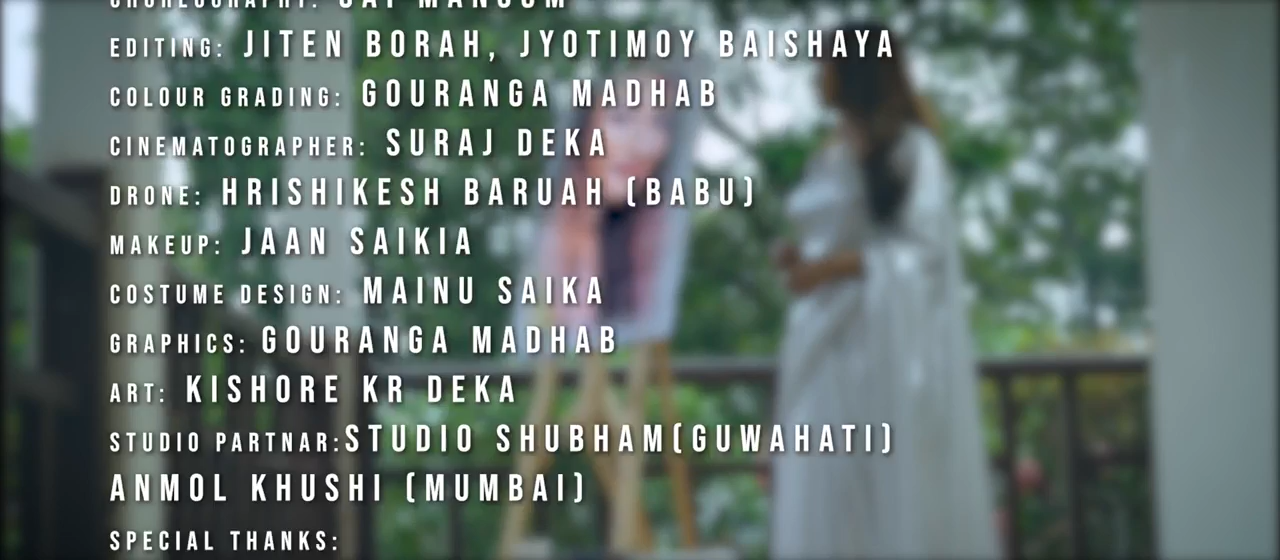 EDITING: JITEN BORAH, JYOTIMOY BAISHAYA
COLOUR GRADING: GOURANGA MADHAB
CINEMATOGRAPHER: SURAJ DEKA
DRONE: HRISHIKESH BARUAH (BABU)
MAKEUP: JAAN SAIKIA
COSTUME DESIGN: MAINU SAIKA
GRAPHICS: GOURANGA MADHAB
ART: KISHORE KR DEKA
STUDIO PARTNAR:STUDIO SHUBHAM(GUWAHATI)
ANMOL KHUSHI (MUMBAI)
SPECIAL THANKS: